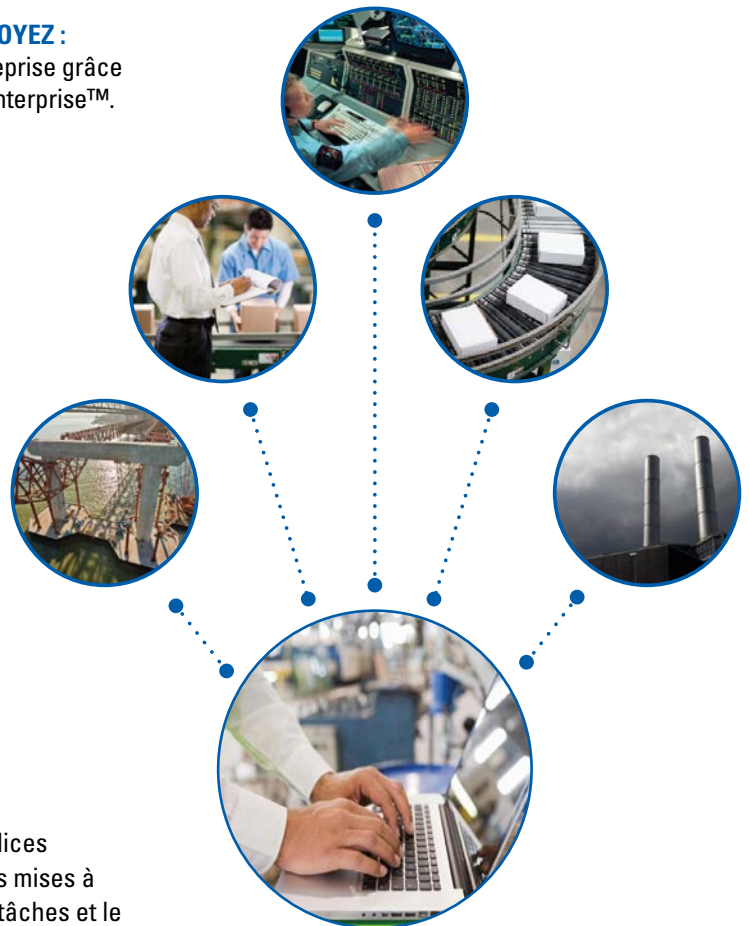 OYEZ :
eprise grâce
nterprise™.
lices
s mises à
tâches et le